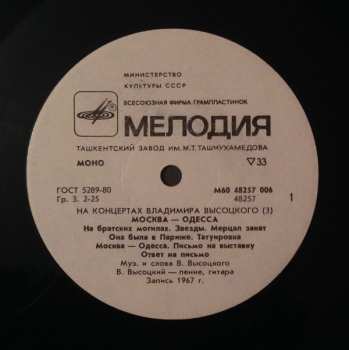 МИНИСТЕРСТВО
КУЛЬТУРЫ СССР
ВСЕСОЮЗНАЯ ФИРМА ГРАМПЛАСТИНОК
МЕЛОДИЯ
ТАШКЕНТСКИЙ ЗАВОД ИМ. М.Т. ТАШМУХАМЕДОВА
МОНО ▽33
ГОСТ 5289-80 М60 48257 006
Гр. 3. 2-25 48257 1
НА КОНЦЕРТАХ ВЛАДИМИРА ВЫСОЦКОГО (3)
МОСКВА — ОДЕССА
На братских могилах. Звезды. Мерцал закат
Она была в Париже. Татуировка
Москва — Одесса. Письмо на выставку
Ответ на письмо
Муз. и слова В. Высоцкого
В. Высоцкий — пение, гитара
Запись 1967 г.